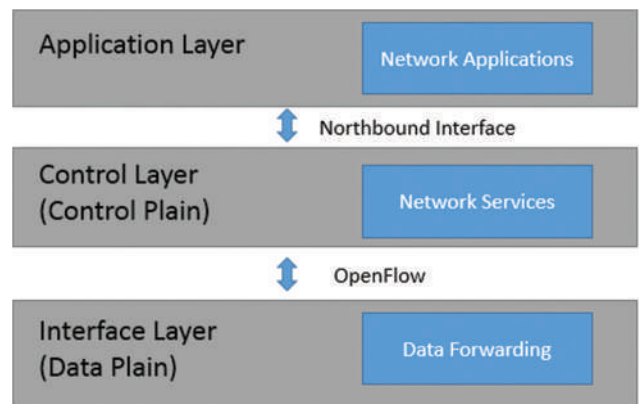 Application Layer
Network Applications
Northbound Interface
Control Layer
(Control Plain)
Network Services
OpenFlow
Interface Layer
(Data Plain)
Data Forwarding